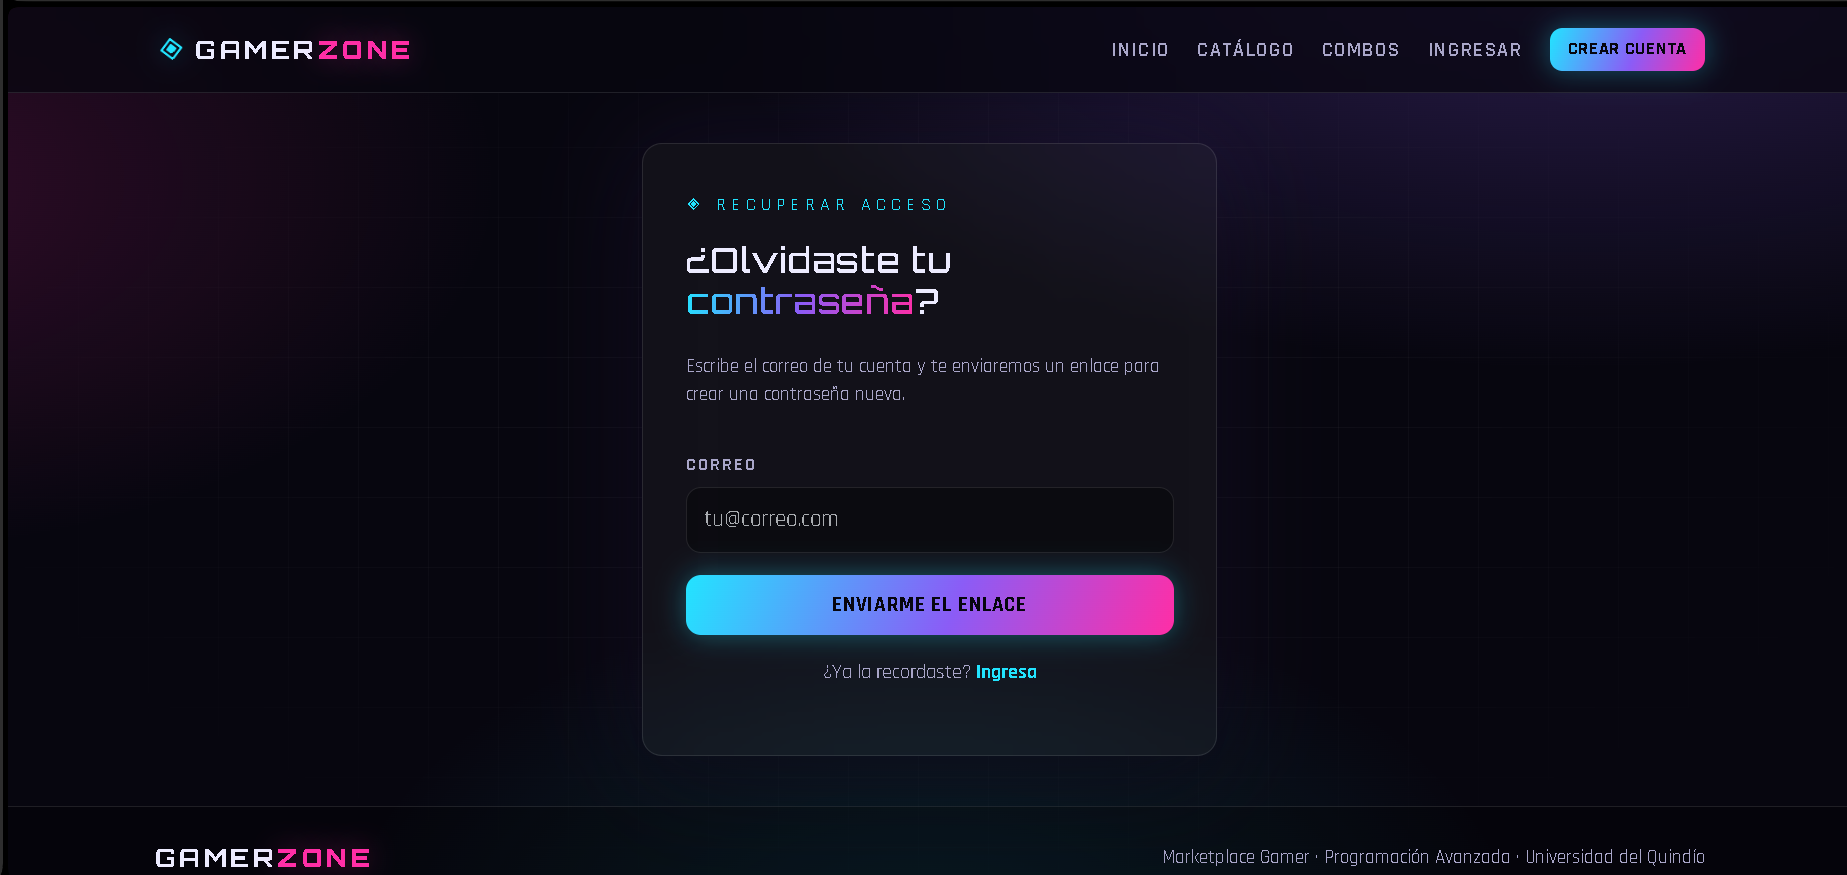 GAMERZONE
INICIO CATÁLOGO COMBOS INGRESAR CREAR CUENTA
RECUPERAR ACCESO
¿Olvidaste tu
contraseña?
Escribe el correo de tu cuenta y te enviaremos un enlace para
crear una contraseña nueva.
CORREO
tu@correo.com
ENVIARME EL ENLACE
¿Ya la recordaste? Ingresa
GAMERZONE
Marketplace Gamer · Programación Avanzada · Universidad del Quindío